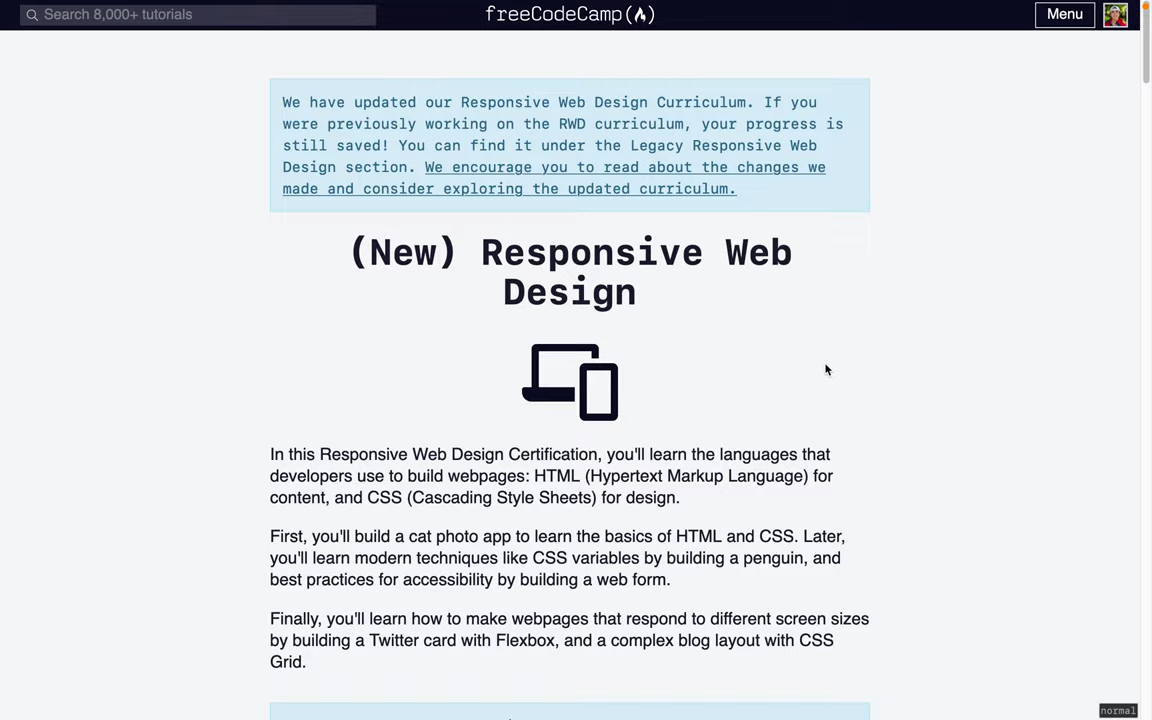 Search 8,000+ tutorials
freeCodeCamp
Menu
We have updated our Responsive Web Design Curriculum. If you
were previously working on the RWD curriculum, your progress is
still saved! You can find it under the Legacy Responsive Web
Design section. We encourage you to read about the changes we
made and consider exploring the updated curriculum.
(New) Responsive Web
Design
In this Responsive Web Design Certification, you'll learn the languages that
developers use to build webpages: HTML (Hypertext Markup Language) for
content, and CSS (Cascading Style Sheets) for design.
First, you'll build a cat photo app to learn the basics of HTML and CSS. Later,
you'll learn modern techniques like CSS variables by building a penguin, and
best practices for accessibility by building a web form.
Finally, you'll learn how to make webpages that respond to different screen sizes
by building a Twitter card with Flexbox, and a complex blog layout with CSS
Grid.
normal